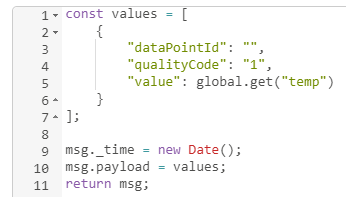 1 const values = [
2 {
3 "dataPointId": "",
4 "qualityCode": "1",
5 "value": global.get("temp")
6 }
7 ];
8
9 msg._time = new Date();
10 msg.payload = values;
11 return msg;